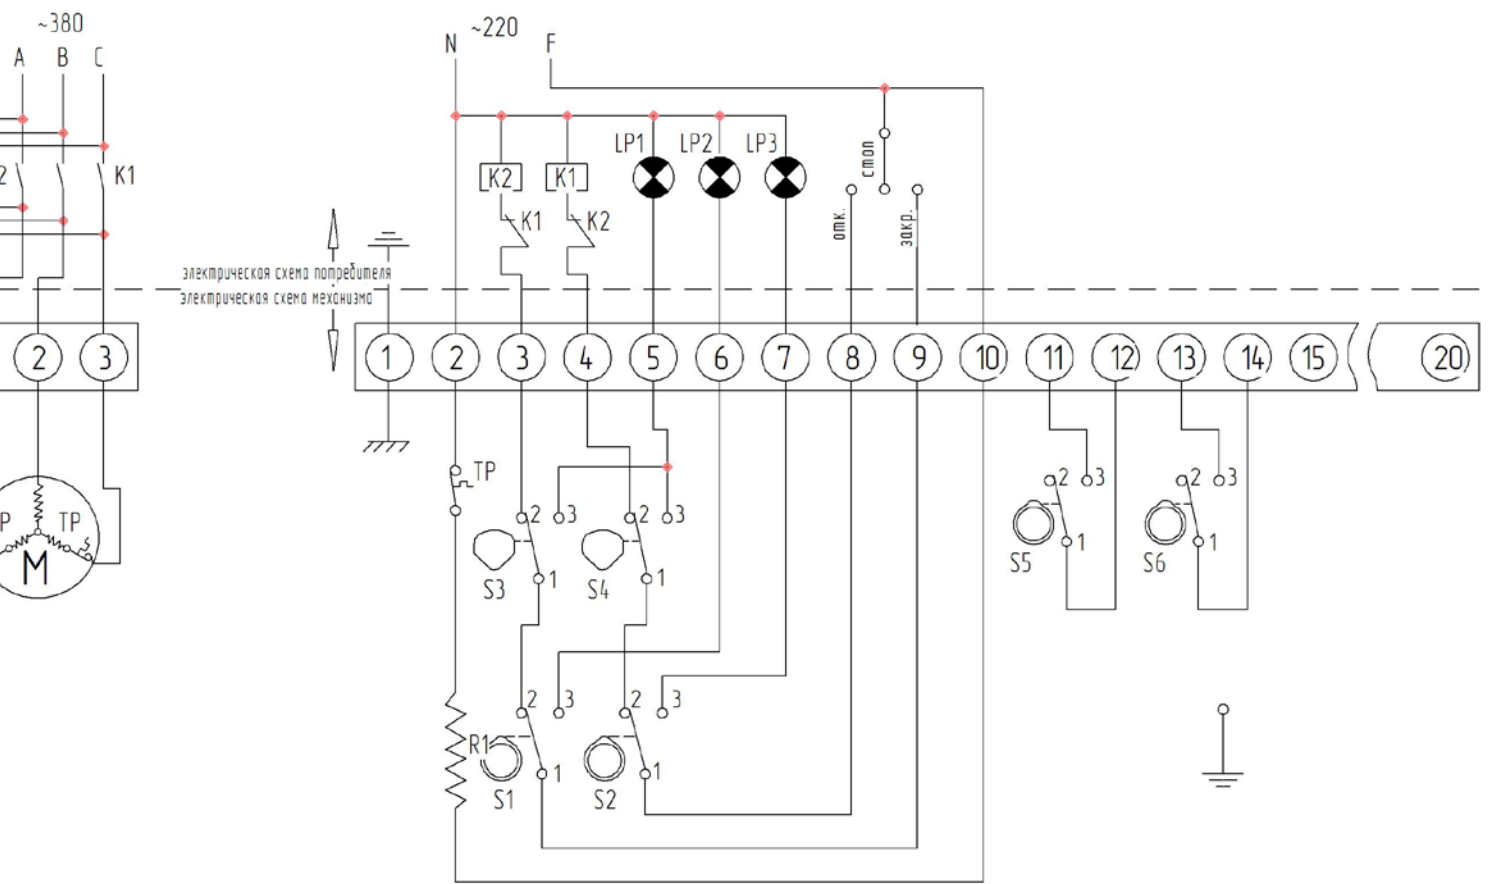 ~380
A B C
N ~220 F
LP1 LP2 LP3
стоп
2 K1
K2 K1
K1 K2
отк. закр.
электрическая схема потребителя
электрическая схема механизма
2 3
1 2 3 4 5 6 7 8 9 10 11 12 13 14 15 20
TP
2 3 2 3
2 3 2 3
P TP
M
1 1
1 1
S3 S4
S5 S6
2 3 2 3
R1
1 1
S1 S2